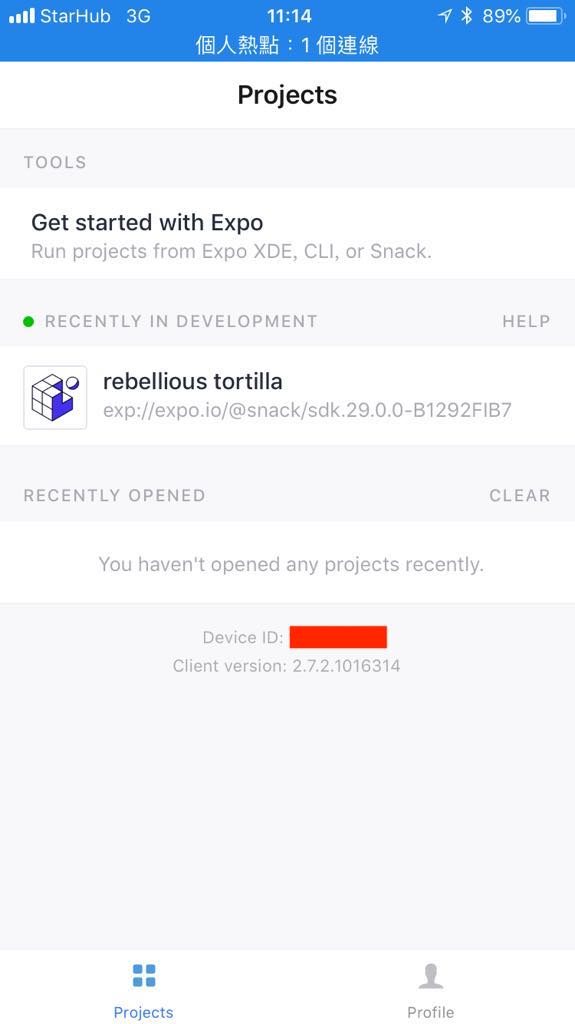 StarHub 3G 11:14 89%
個人熱點：1 個連線
Projects
TOOLS
Get started with Expo
Run projects from Expo XDE, CLI, or Snack.
RECENTLY IN DEVELOPMENT HELP
rebellious tortilla
exp://expo.io/@snack/sdk.29.0.0-B1292FIB7
RECENTLY OPENED CLEAR
You haven't opened any projects recently.
Device ID:
Client version: 2.7.2.1016314
Projects Profile